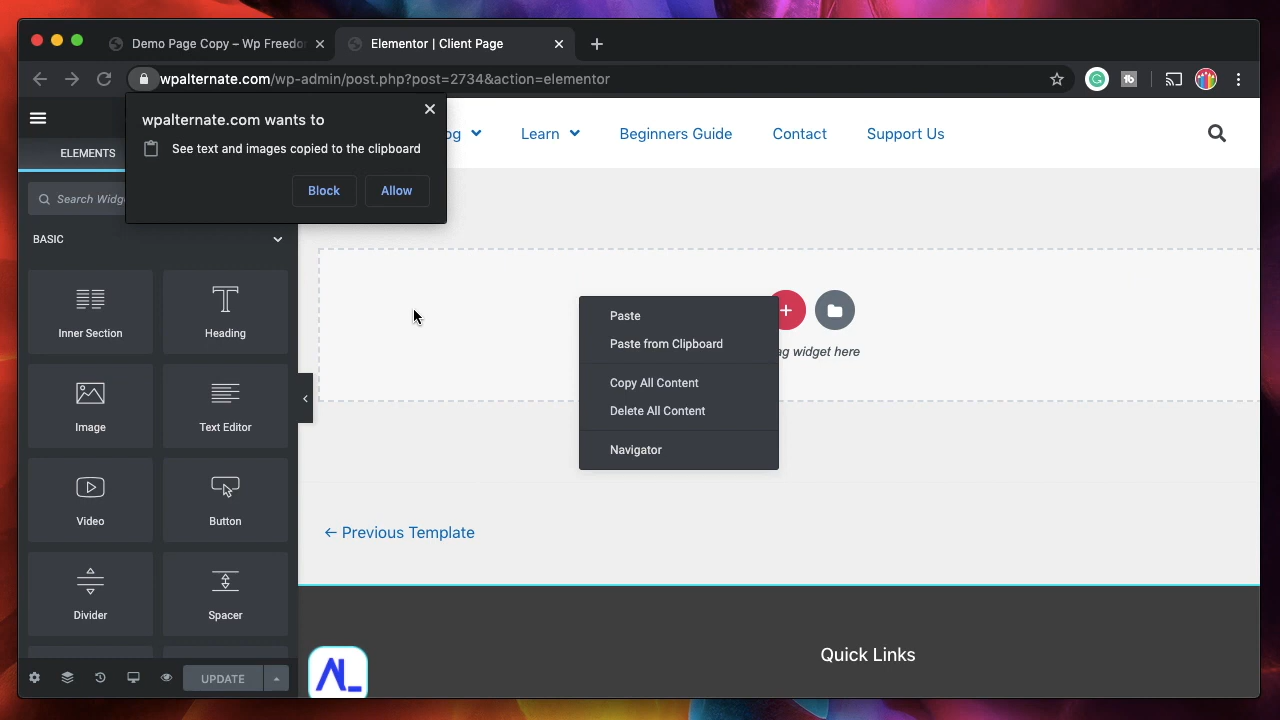 Demo Page Copy – Wp Freedo
Elementor | Client Page
wpalternate.com/wp-admin/post.php?post=2734&action=elementor
wpalternate.com wants to
See text and images copied to the clipboard
Block
Allow
og
Learn
Beginners Guide
Contact
Support Us
ELEMENTS
Search Widg
BASIC
Inner Section
Heading
Image
Text Editor
Video
Button
Divider
Spacer
UPDATE
Paste
Paste from Clipboard
Copy All Content
Delete All Content
Navigator
ag widget here
← Previous Template
Quick Links